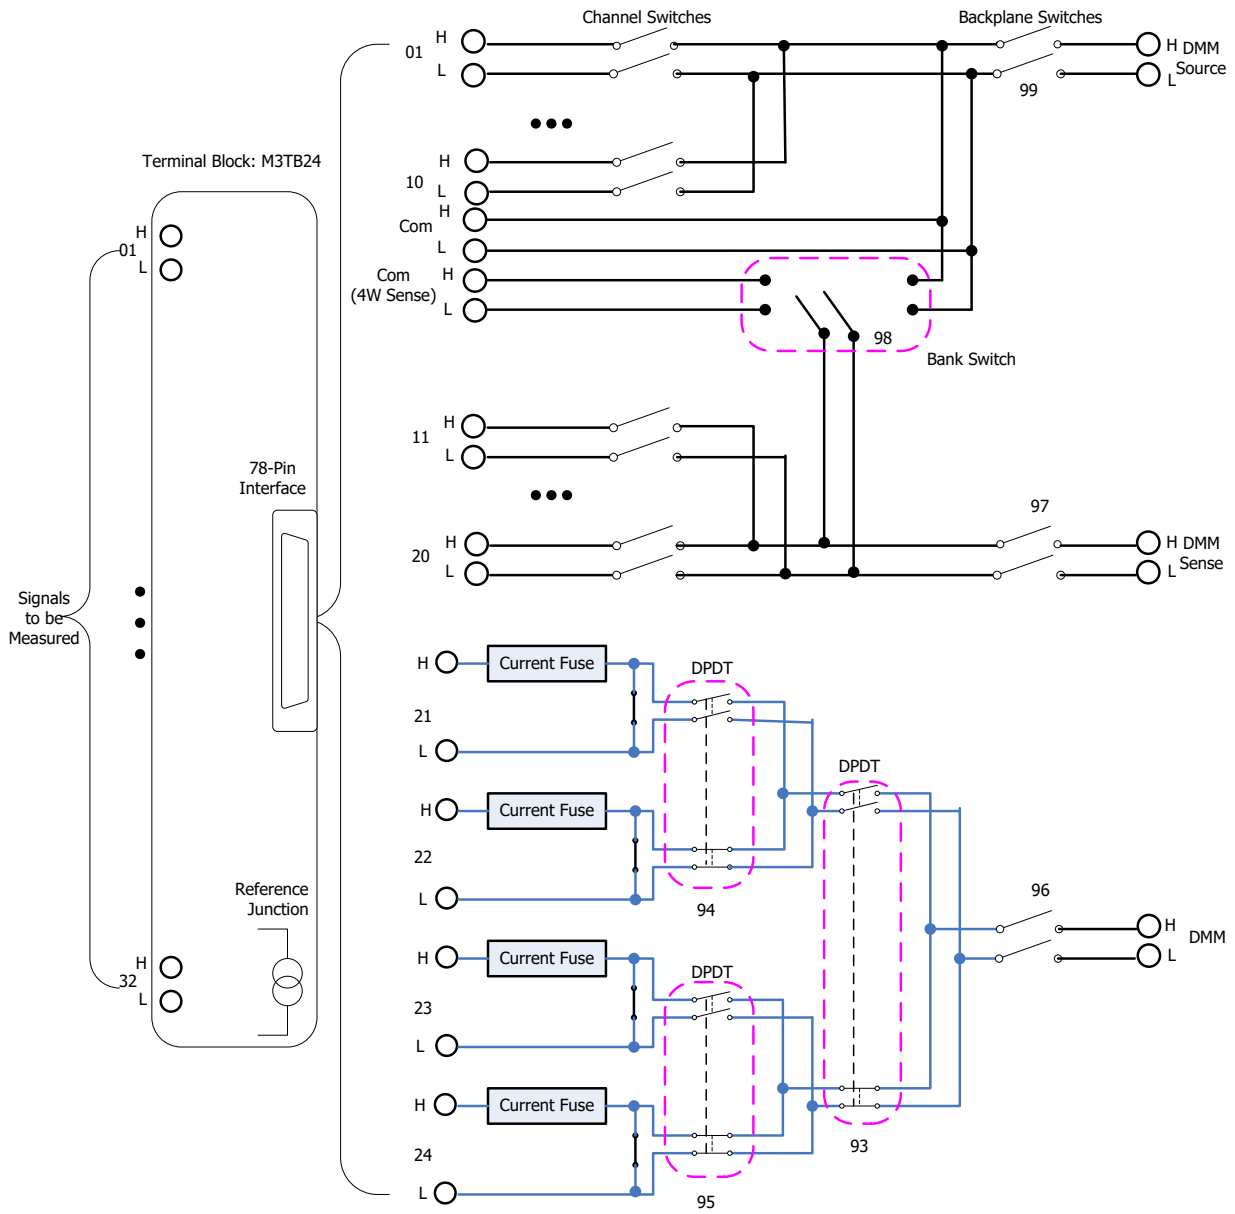 Channel Switches
Backplane Switches
H
01
L
H DMM
Source
L
99
Terminal Block: M3TB24
H
10
L
H
Com
L
Com
(4W Sense)
H
L
98
Bank Switch
H
01
L
H
11
L
78-Pin
Interface
97
H
20
L
H DMM
Sense
L
Signals
to be
Measured
H
Current Fuse
DPDT
21
L
DPDT
H
Current Fuse
22
L
94
Reference
Junction
96
H
DMM
L
H
Current Fuse
DPDT
H
32
L
23
L
H
Current Fuse
24
93
L
95